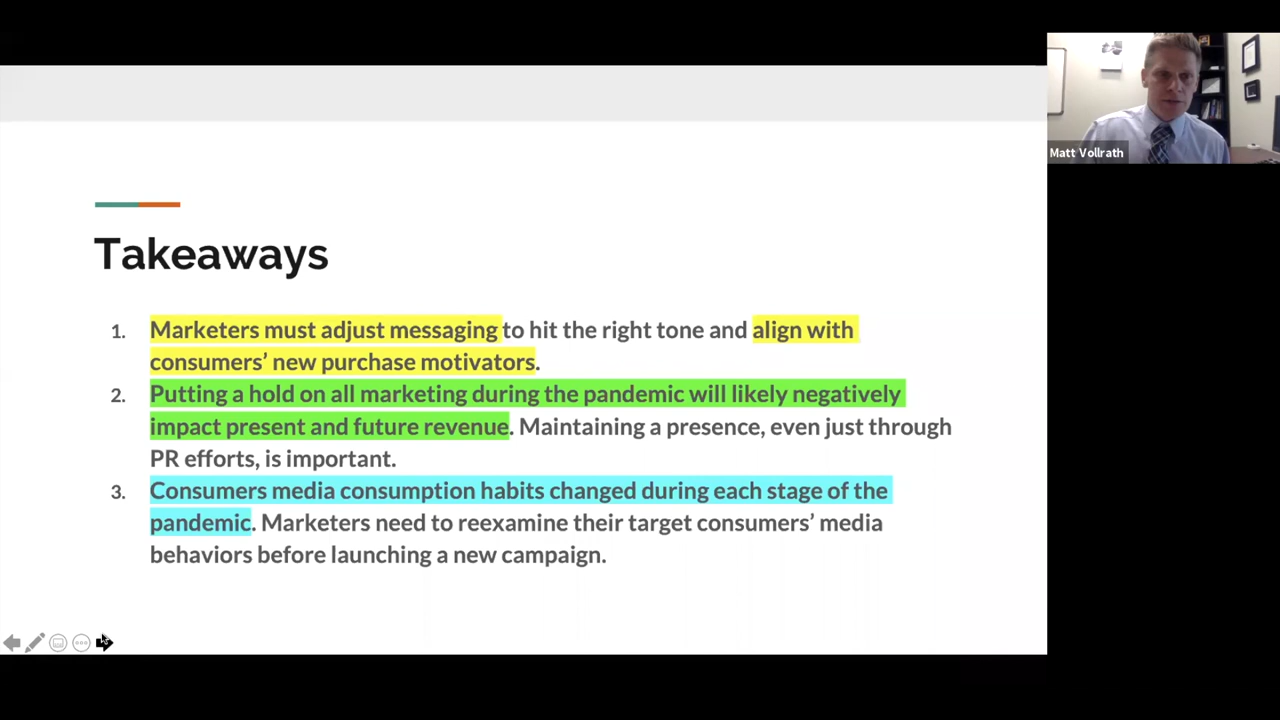 Matt Vollrath
Takeaways
1. Marketers must adjust messaging to hit the right tone and align with
consumers’ new purchase motivators.
2. Putting a hold on all marketing during the pandemic will likely negatively
impact present and future revenue. Maintaining a presence, even just through
PR efforts, is important.
3. Consumers media consumption habits changed during each stage of the
pandemic. Marketers need to reexamine their target consumers’ media
behaviors before launching a new campaign.